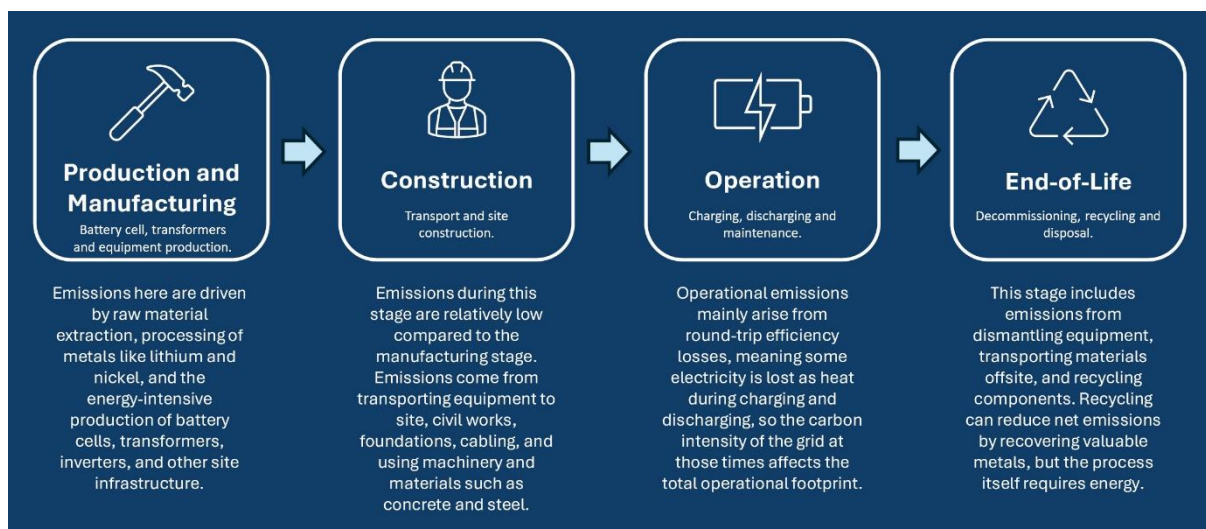 Production and
Manufacturing
Battery cell, transformers
and equipment production.
Emissions here are driven
by raw material
extraction, processing of
metals like lithium and
nickel, and the
energy-intensive
production of battery
cells, transformers,
inverters, and other site
infrastructure.
Construction
Transport and site
construction.
Emissions during this
stage are relatively low
compared to the
manufacturing stage.
Emissions come from
transporting equipment to
site, civil works,
foundations, cabling, and
using machinery and
materials such as
concrete and steel.
Operation
Charging, discharging and
maintenance.
Operational emissions
mainly arise from
round-trip efficiency
losses, meaning some
electricity is lost as heat
during charging and
discharging, so the carbon
intensity of the grid at
those times affects the
total operational footprint.
End-of-Life
Decommissioning, recycling and
disposal.
This stage includes
emissions from
dismantling equipment,
transporting materials
offsite, and recycling
components. Recycling
can reduce net emissions
by recovering valuable
metals, but the process
itself requires energy.